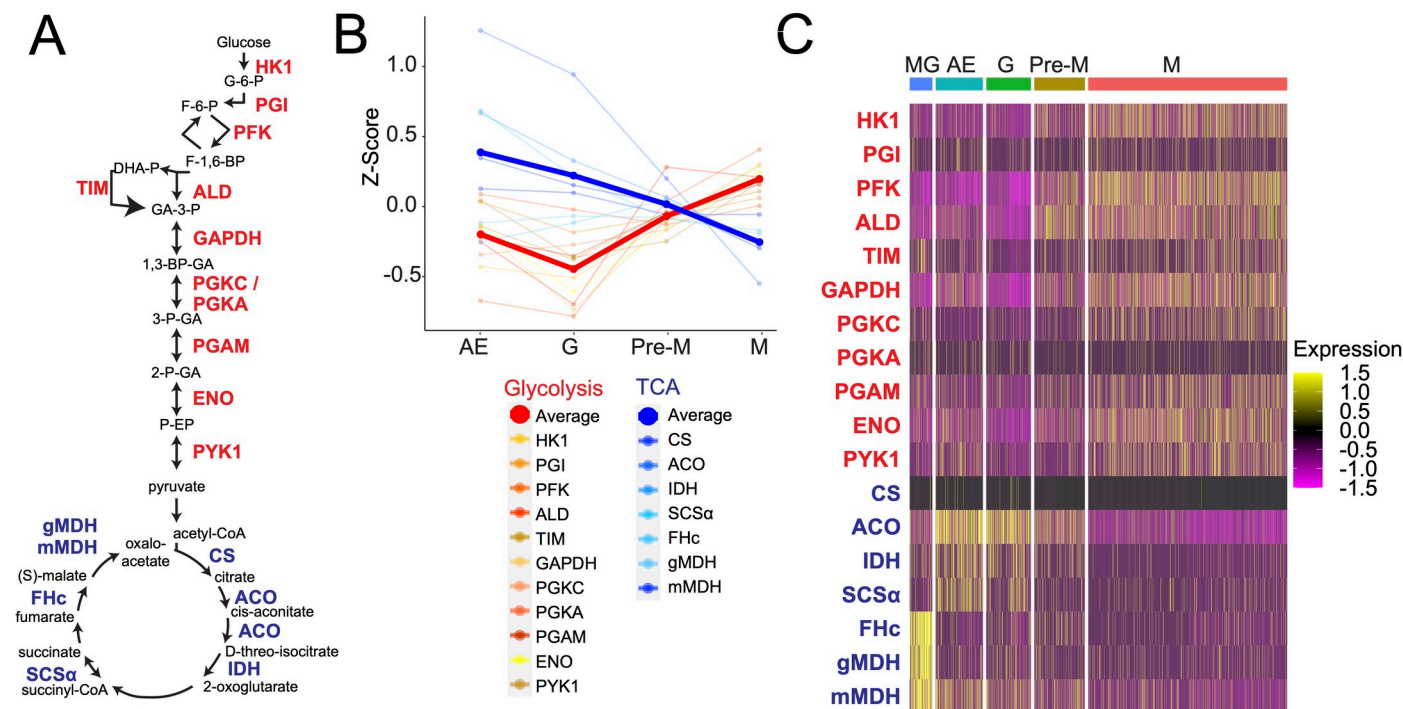 A
Glucose
HK1
G-6-P
PGI
F-6-P
PFK
F-1,6-BP
DHA-P
TIM
ALD
GA-3-P
GAPDH
1,3-BP-GA
PGKC /
PGKA
3-P-GA
PGAM
2-P-GA
ENO
P-EP
PYK1
pyruvate
acetyl-CoA
gMDH
mMDH
oxalo-
acetate
CS
citrate
(S)-malate
ACO
cis-aconitate
FHc
fumarate
ACO
D-threo-isocitrate
succinate
IDH
SCSα
succinyl-CoA
2-oxoglutarate
B
Z-Score
1.0
0.5
0.0
-0.5
AE G Pre-M M
Glycolysis
Average
HK1
PGI
PFK
ALD
TIM
GAPDH
PGKC
PGKA
PGAM
ENO
PYK1
TCA
Average
CS
ACO
IDH
SCSα
FHc
gMDH
mMDH
C
MG AE G Pre-M M
HK1
PGI
PFK
ALD
TIM
GAPDH
PGKC
PGKA
PGAM
ENO
PYK1
CS
ACO
IDH
SCSα
FHc
gMDH
mMDH
Expression
1.5
1.0
0.5
0.0
-0.5
-1.0
-1.5